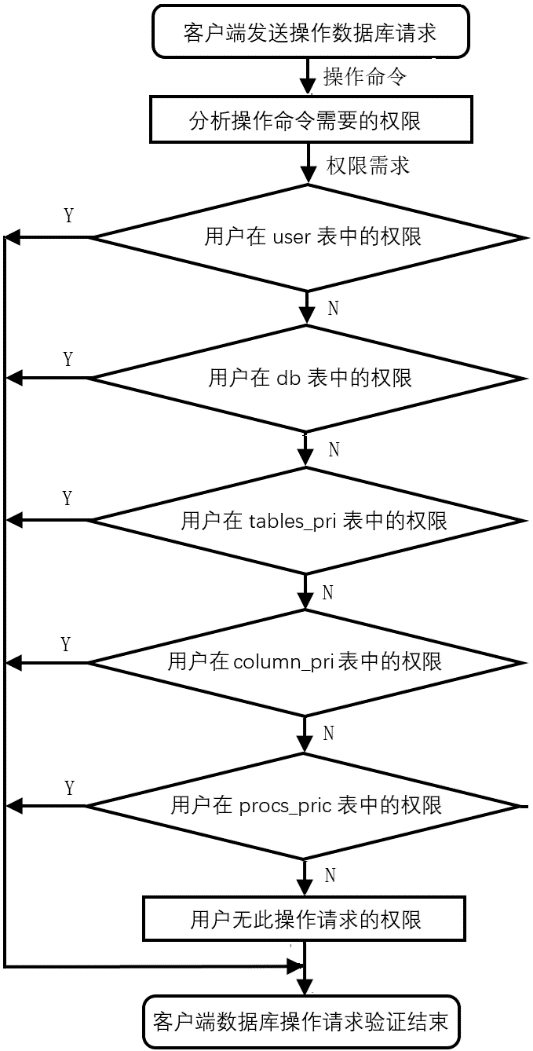 客户端发送操作数据库请求
操作命令
分析操作命令需要的权限
权限需求
Y
用户在 user 表中的权限
N
Y
用户在 db 表中的权限
N
Y
用户在 tables_pri 表中的权限
N
Y
用户在 column_pri 表中的权限
N
Y
用户在 procs_pric 表中的权限
N
用户无此操作请求的权限
客户端数据库操作请求验证结束